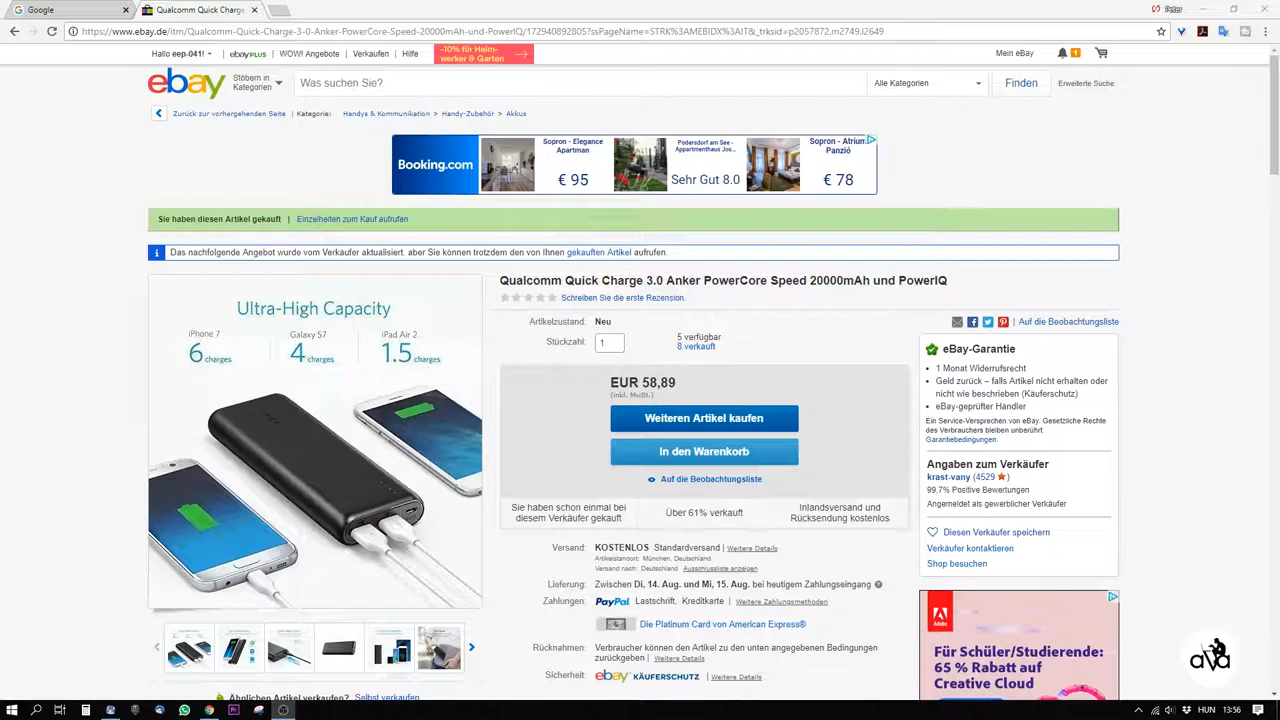 Google
Qualcomm Quick Charge
Peter
https://www.ebay.de/itm/Qualcomm-Quick-Charge-3-0-Anker-PowerCore-Speed-20000mAh-und-PowerIQ/172940892805?ssPageName=STRK%3AMEBIDX%3AIT&_trksid=p2057872.m2749.l2649
Hallo eep-041!
ebayPLUS
WOW! Angebote
Verkaufen
Hilfe
-10% für Heim-
werker & Garten
Mein eBay
1
ebay
Stöbern in
Kategorien
Was suchen Sie?
Alle Kategorien
Finden
Erweiterte Suche
Zurück zur vorhergehenden Seite | Kategorie: Handys & Kommunikation > Handy-Zubehör > Akkus
Booking.com
Sopron - Elegance
Apartman
€ 95
Podersdorf am See -
Appartmenthaus Jos...
Sehr Gut 8.0
Sopron - Átrium
Panzió
€ 78
Sie haben diesen Artikel gekauft | Einzelheiten zum Kauf aufrufen
Das nachfolgende Angebot wurde vom Verkäufer aktualisiert, aber Sie können trotzdem den von Ihnen gekauften Artikel aufrufen.
Ultra-High Capacity
iPhone 7
6 charges
Galaxy S7
4 charges
iPad Air 2
1.5 charges
Qualcomm Quick Charge 3.0 Anker PowerCore Speed 20000mAh und PowerIQ
Schreiben Sie die erste Rezension.
Artikelzustand: Neu
Stückzahl: 1
5 verfügbar
8 verkauft
EUR 58,89
(inkl. MwSt.)
Weiteren Artikel kaufen
In den Warenkorb
Auf die Beobachtungsliste
Sie haben schon einmal bei
diesem Verkäufer gekauft
Über 61% verkauft
Inlandsversand und
Rücksendung kostenlos
Versand: KOSTENLOS Standardversand | Weitere Details
Artikelstandort: München, Deutschland
Versand nach: Deutschland Ausschlussliste anzeigen
Lieferung: Zwischen Di, 14. Aug. und Mi, 15. Aug. bei heutigem Zahlungseingang
Zahlungen: PayPal Lastschrift, Kreditkarte | Weitere Zahlungsmethoden
Die Platinum Card von American Express®
Rücknahmen: Verbraucher können den Artikel zu den unten angegebenen Bedingungen
zurückgeben | Weitere Details
Sicherheit: ebay KÄUFERSCHUTZ | Weitere Details
| Auf die Beobachtungsliste
eBay-Garantie
• 1 Monat Widerrufsrecht
• Geld zurück – falls Artikel nicht erhalten oder
nicht wie beschrieben (Käuferschutz)
• eBay-geprüfter Händler
Ein Service-Versprechen von eBay. Gesetzliche Rechte
des Verbrauchers bleiben unberührt.
Garantiebedingungen.
Angaben zum Verkäufer
krast-vany (4529)
99,7% Positive Bewertungen
Angemeldet als gewerblicher Verkäufer
Diesen Verkäufer speichern
Verkäufer kontaktieren
Shop besuchen
Adobe
Für Schüler/Studierende:
65 % Rabatt auf
Creative Cloud
ava
Ähnlichen Artikel verkaufen? Selbst verkaufen
HUN
13:56